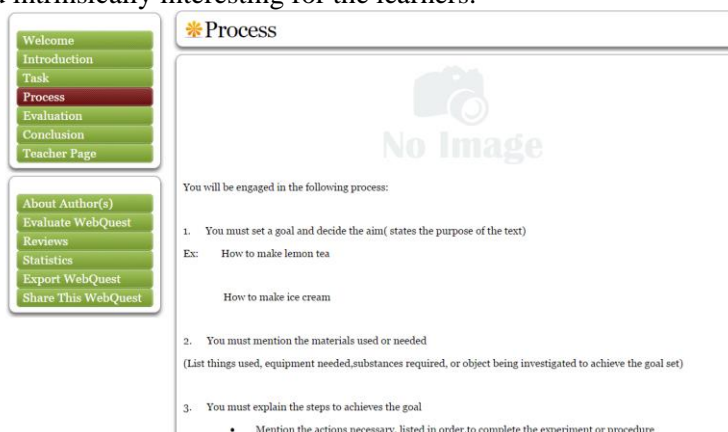 intrinsically interesting for the learners.
Welcome
Introduction
Task
Process
Evaluation
Conclusion
Teacher Page
About Author(s)
Evaluate WebQuest
Reviews
Statistics
Export WebQuest
Share This WebQuest
Process
No Image
You will be engaged in the following process:
1. You must set a goal and decide the aim( states the purpose of the text)
Ex: How to make lemon tea
How to make ice cream
2. You must mention the materials used or needed
(List things used, equipment needed,substances required, or object being investigated to achieve the goal set)
3. You must explain the steps to achieves the goal
• Mention the actions necessary, listed in order to complete the experiment or procedure